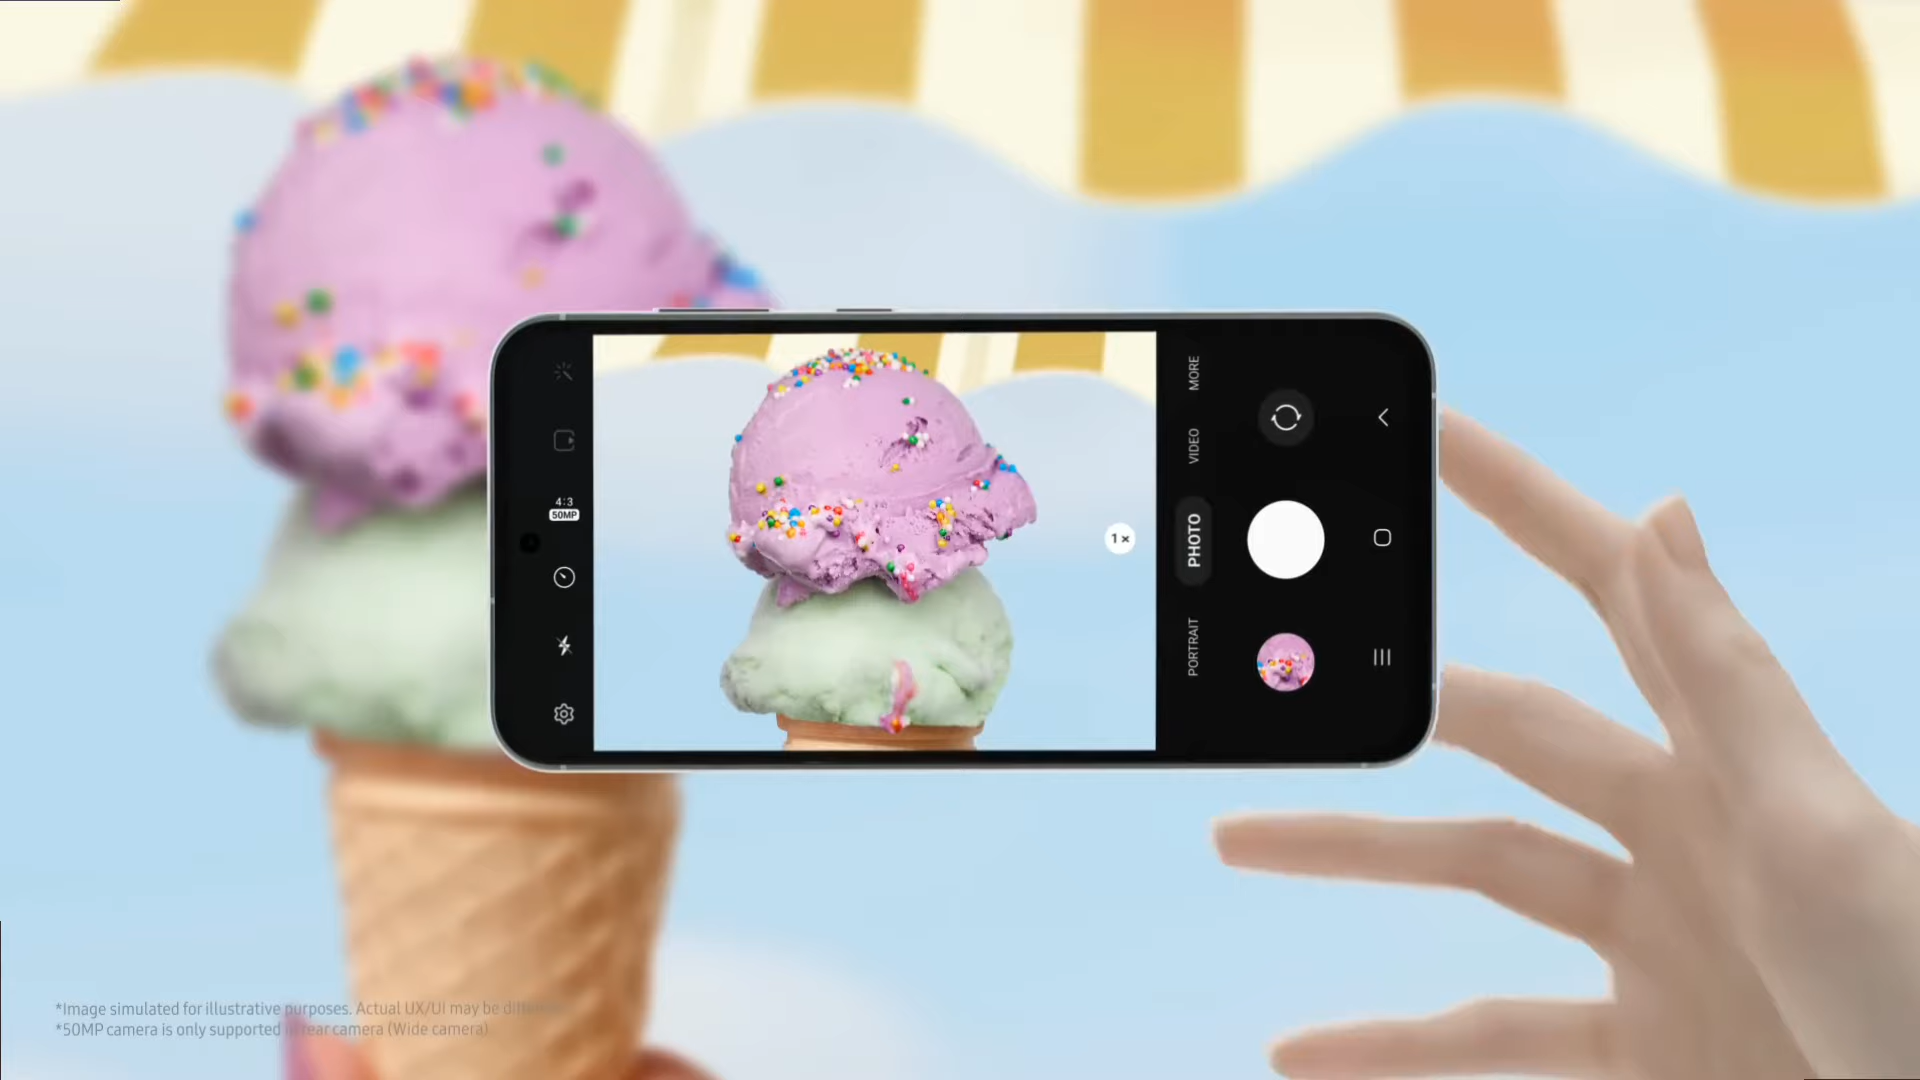 4:3
50MP
1×
MORE
VIDEO
PHOTO
PORTRAIT
*Image simulated for illustrative purposes. Actual UX/UI may be
*50MP camera is only supported rear camera (Wide camera).